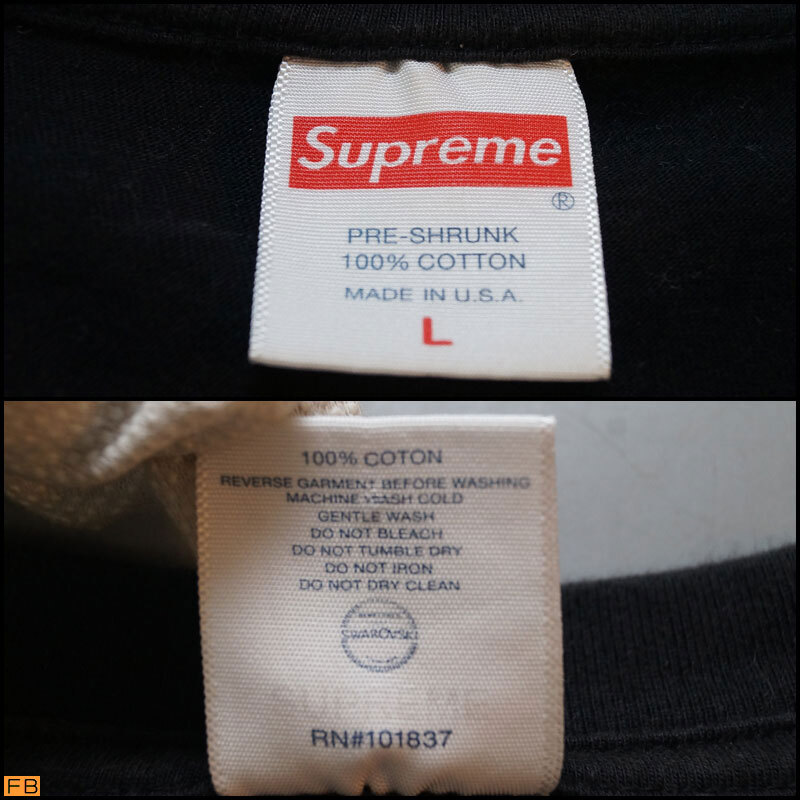 Supreme
®
PRE-SHRUNK
100% COTTON
MADE IN U.S.A.
L
100% COTON
REVERSE GARMENT BEFORE WASHING
MACHINE WASH COLD
GENTLE WASH
DO NOT BLEACH
DO NOT TUMBLE DRY
DO NOT IRON
DO NOT DRY CLEAN
SWAROVSKI
RN#101837
FB